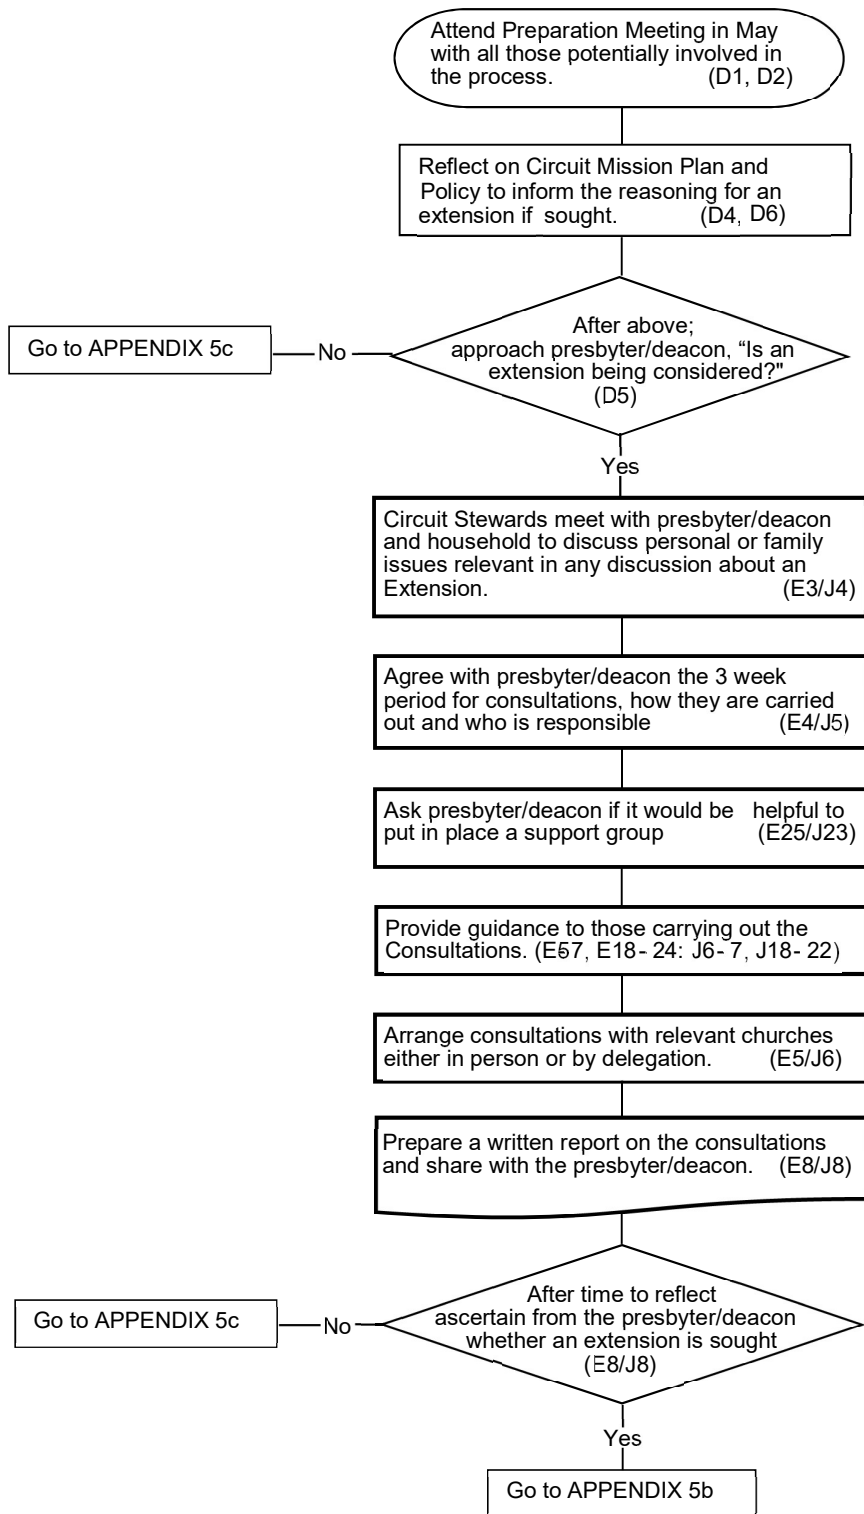 Attend Preparation Meeting in May
with all those potentially involved in
the process. (D1, D2)
Reflect on Circuit Mission Plan and
Policy to inform the reasoning for an
extension if sought. (D4, D6)
After above;
approach presbyter/deacon, “Is an
extension being considered?"
(D5)
No
Go to APPENDIX 5c
Yes
Circuit Stewards meet with presbyter/deacon
and household to discuss personal or family
issues relevant in any discussion about an
Extension. (E3/J4)
Agree with presbyter/deacon the 3 week
period for consultations, how they are carried
out and who is responsible (E4/J5)
Ask presbyter/deacon if it would be helpful to
put in place a support group (E25/J23)
Provide guidance to those carrying out the
Consultations. (E57, E18- 24: J6- 7, J18- 22)
Arrange consultations with relevant churches
either in person or by delegation. (E5/J6)
Prepare a written report on the consultations
and share with the presbyter/deacon. (E8/J8)
After time to reflect
ascertain from the presbyter/deacon
whether an extension is sought
(E8/J8)
No
Go to APPENDIX 5c
Yes
Go to APPENDIX 5b